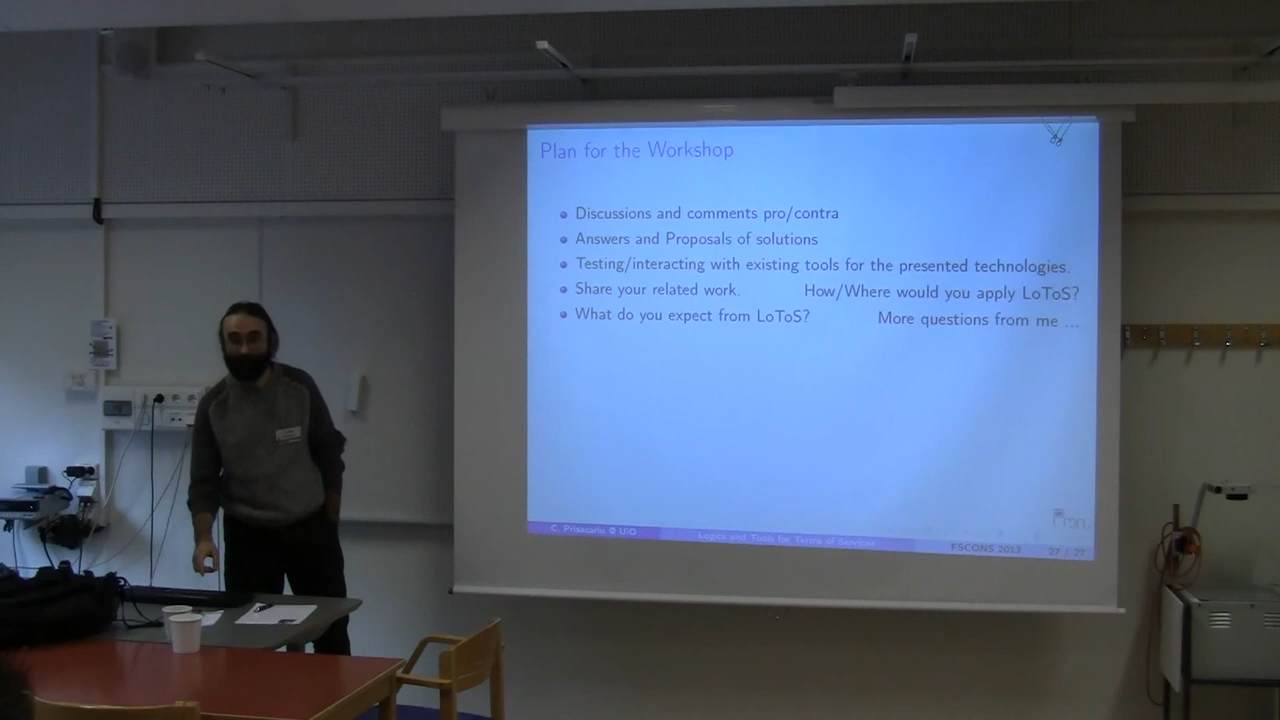 Plan for the Workshop
Discussions and comments pro/contra
Answers and Proposals of solutions
Testing/interacting with existing tools for the presented technologies.
Share your related work. How/Where would you apply LoToS?
What do you expect from LoToS? More questions from me ...
C. Prisacariu @ UiO Logics and Tools for Terms of Services FSCONS 2013 27 / 27